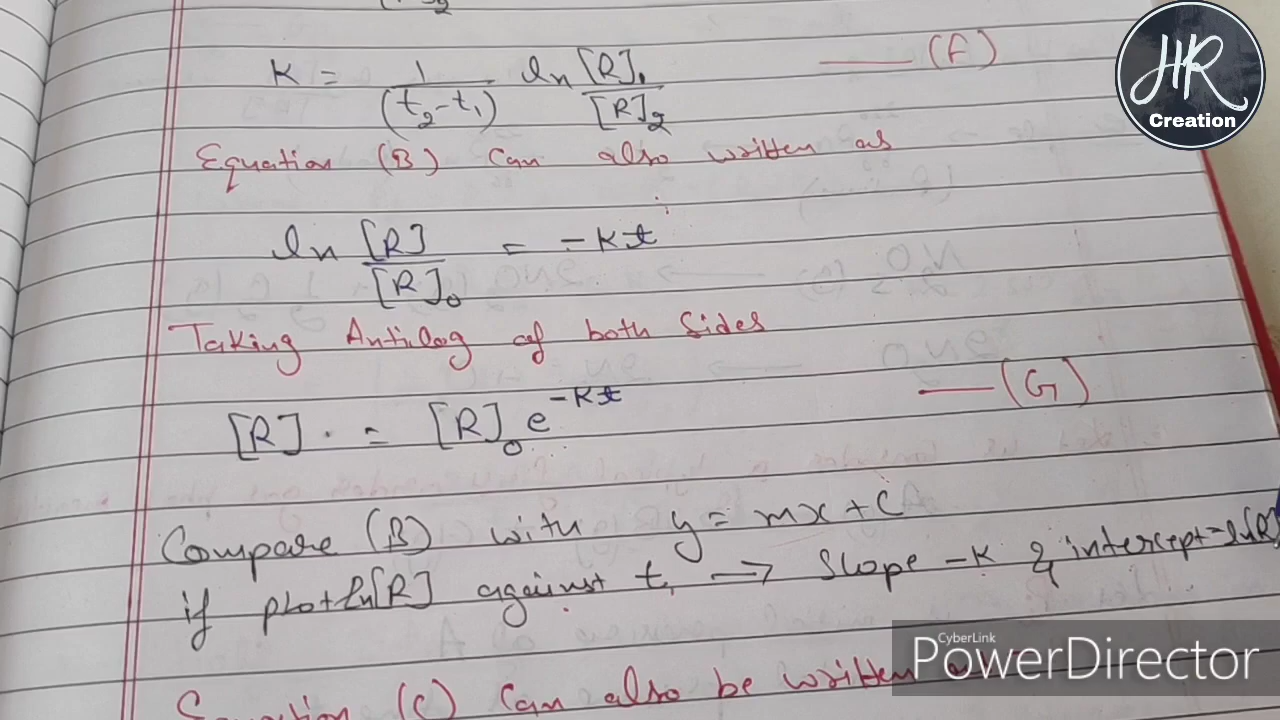 K = 1/(t₂-t₁) ln [R]₁/[R]₂ —— (F)
Equation (B) Can also written as
ln [R]/[R]₀ = -Kt
Taking Antilog of both Sides
[R] = [R]₀ e^-Kt —— (G)
Compare (B) with y = mx + C
if plot ln[R] against t, → Slope -K & intercept = ln[R]
Equation (C) Can also be written as
HR
Creation
CyberLink
PowerDirector